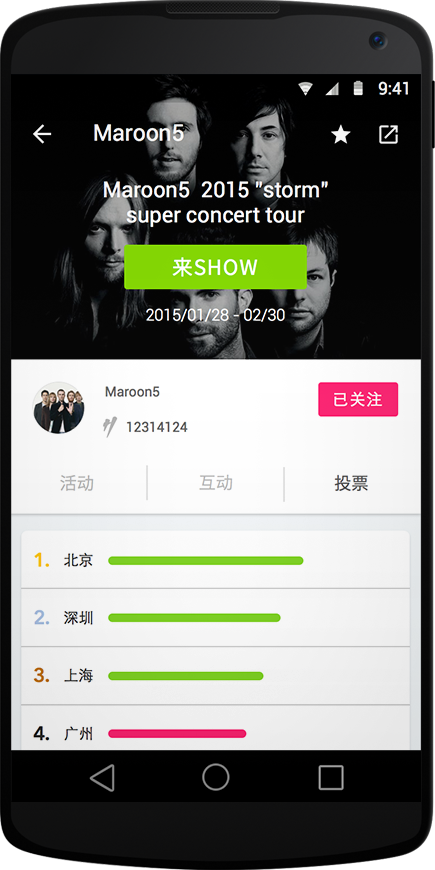 9:41
Maroon5
Maroon5 2015 "storm"
super concert tour
来SHOW
2015/01/28 - 02/30
Maroon5
已关注
12314124
活动 互动 投票
1. 北京
2. 深圳
3. 上海
4. 广州